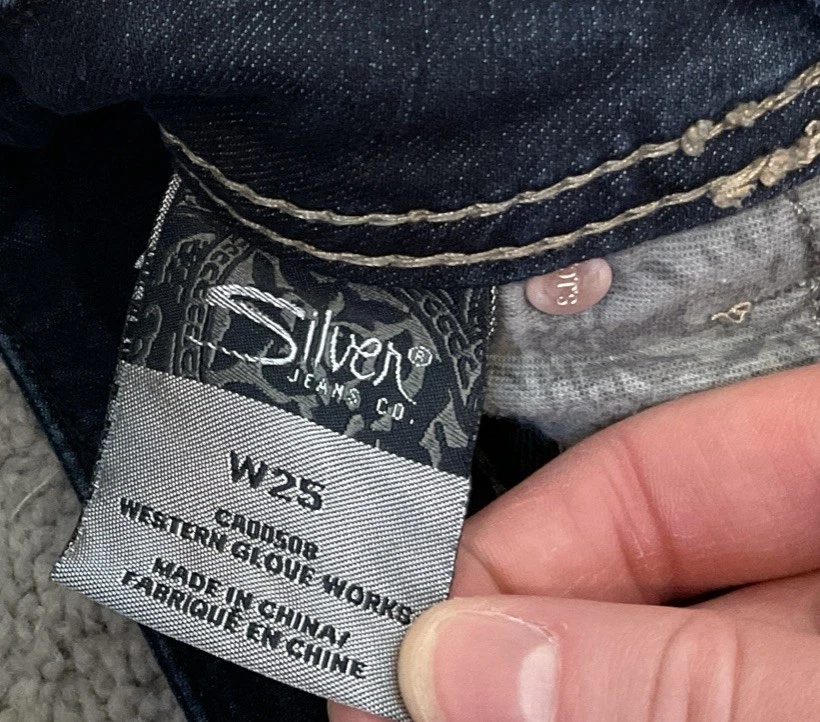 Silver®
JEANS CO.
W25
CA00508
WESTERN GLOVE WORKS
MADE IN CHINA/
FABRIQUÉ EN CHINE